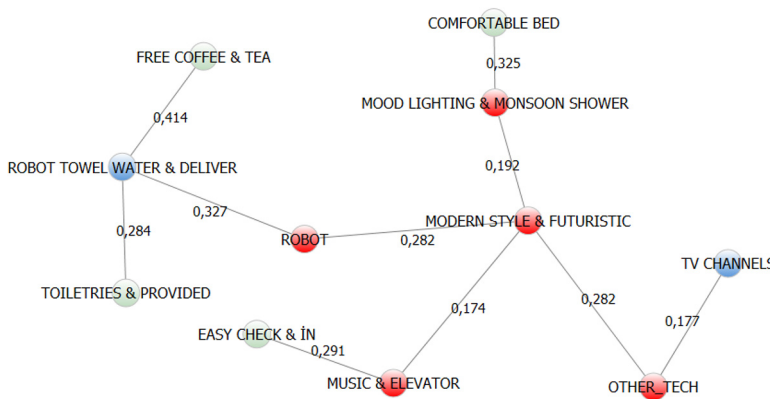 COMFORTABLE BED
FREE COFFEE & TEA
0,325
MOOD LIGHTING & MONSOON SHOWER
0,414
ROBOT TOWEL WATER & DELIVER
0,192
0,327
MODERN STYLE & FUTURISTIC
0,284
ROBOT
0,282
TV CHANNELS
TOILETRIES & PROVIDED
0,282
0,174
0,177
EASY CHECK & İN
0,291
MUSIC & ELEVATOR
OTHER_TECH